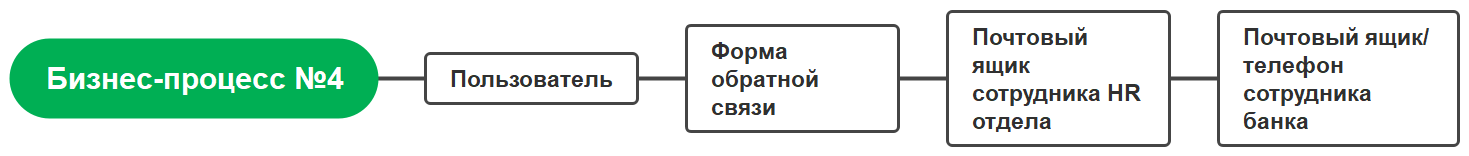 Бизнес-процесс №4
Пользователь
Форма
обратной
связи
Почтовый
ящик
сотрудника HR
отдела
Почтовый ящик/
телефон
сотрудника
банка